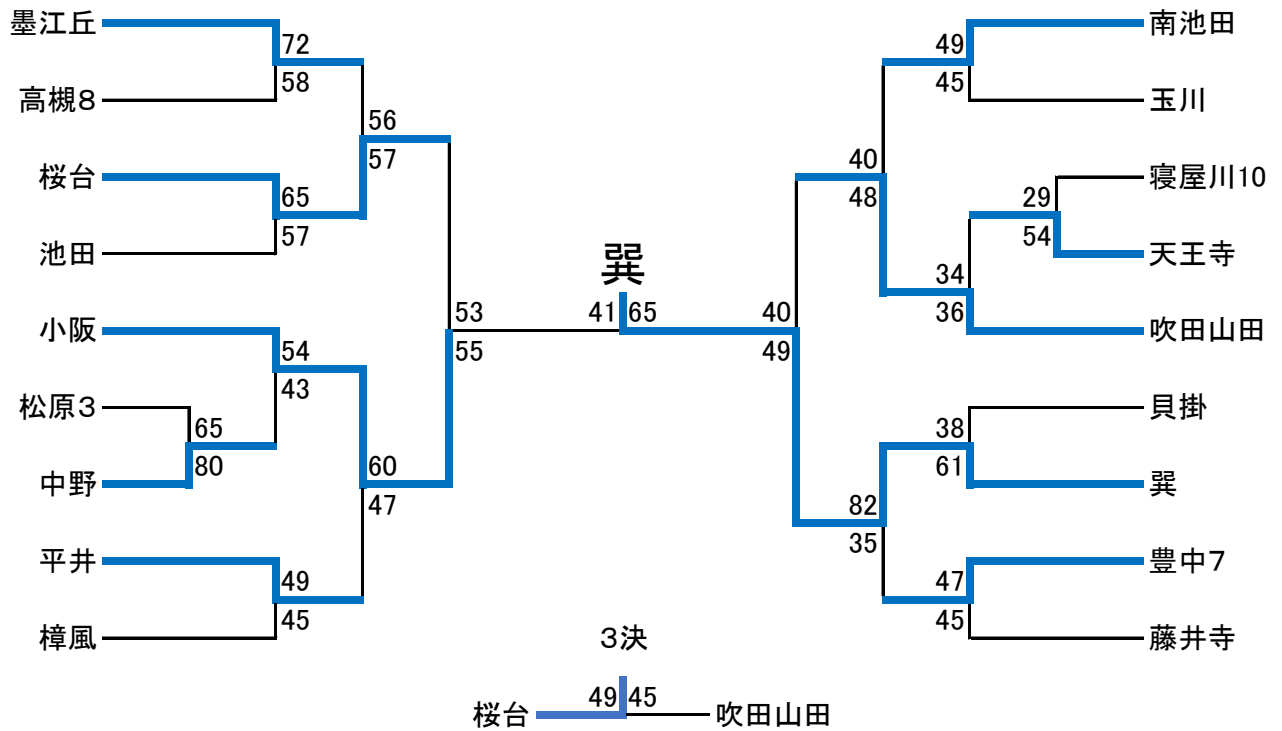 墨江丘
72
58
高槻8
56
57
桜台
65
57
池田
53
55
小阪
54
43
松原3
65
80
中野
60
47
平井
49
45
樟風
巽
41 65
南池田
49
45
玉川
40
48
寝屋川10
29
54
天王寺
34
36
吹田山田
40
49
貝掛
38
61
巽
82
35
豊中7
47
45
藤井寺
3決
桜台 49 45 吹田山田